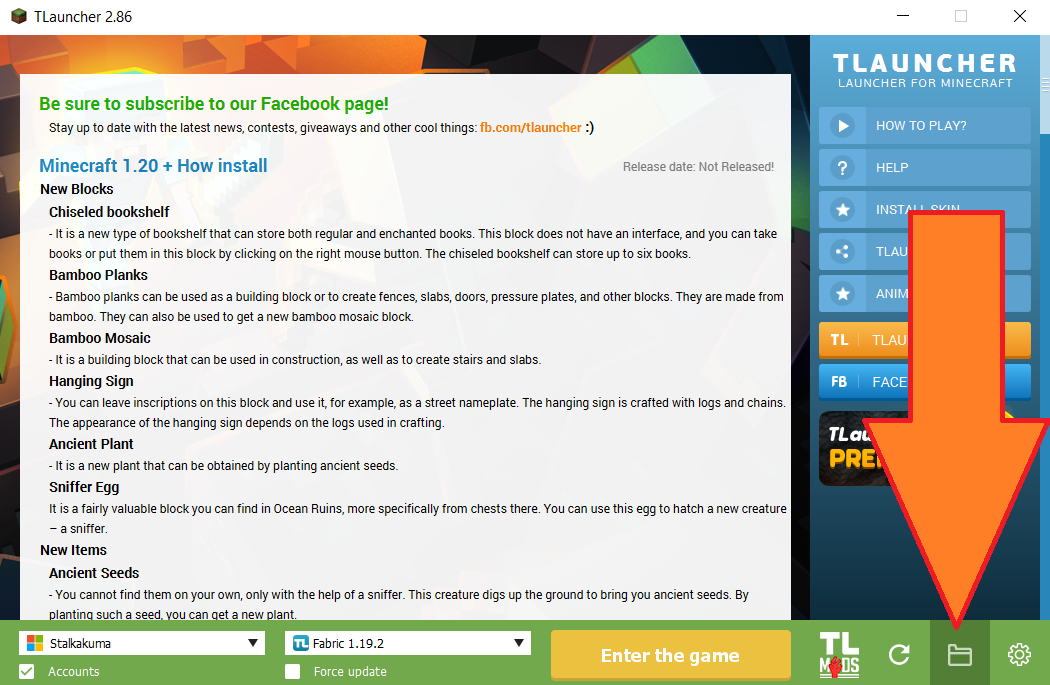 TLauncher 2.86
Be sure to subscribe to our Facebook page!
Stay up to date with the latest news, contests, giveaways and other cool things: fb.com/tlauncher :)
Minecraft 1.20 + How install
Release date: Not Released!
New Blocks
Chiseled bookshelf
- It is a new type of bookshelf that can store both regular and enchanted books. This block does not have an interface, and you can take
books or put them in this block by clicking on the right mouse button. The chiseled bookshelf can store up to six books.
Bamboo Planks
- Bamboo planks can be used as a building block or to create fences, slabs, doors, pressure plates, and other blocks. They are made from
bamboo. They can also be used to get a new bamboo mosaic block.
Bamboo Mosaic
- It is a building block that can be used in construction, as well as to create stairs and slabs.
Hanging Sign
- You can leave inscriptions on this block and use it, for example, as a street nameplate. The hanging sign is crafted with logs and chains.
The appearance of the hanging sign depends on the logs used in crafting.
Ancient Plant
- It is a new plant that can be obtained by planting ancient seeds.
Sniffer Egg
It is a fairly valuable block you can find in Ocean Ruins, more specifically from chests there. You can use this egg to hatch a new creature
– a sniffer.
New Items
Ancient Seeds
- You cannot find them on your own, only with the help of a sniffer. This creature digs up the ground to bring you ancient seeds. By
planting such a seed, you can get a new plant.
TLAUNCHER
LAUNCHER FOR MINECRAFT
HOW TO PLAY?
? HELP
INSTALL SKIN
TLAU
ANIM
TL TLAU
FB FACE
TLau
PRE
Stalkakuma
Accounts
TL Fabric 1.19.2
Force update
Enter the game
TL
MODS